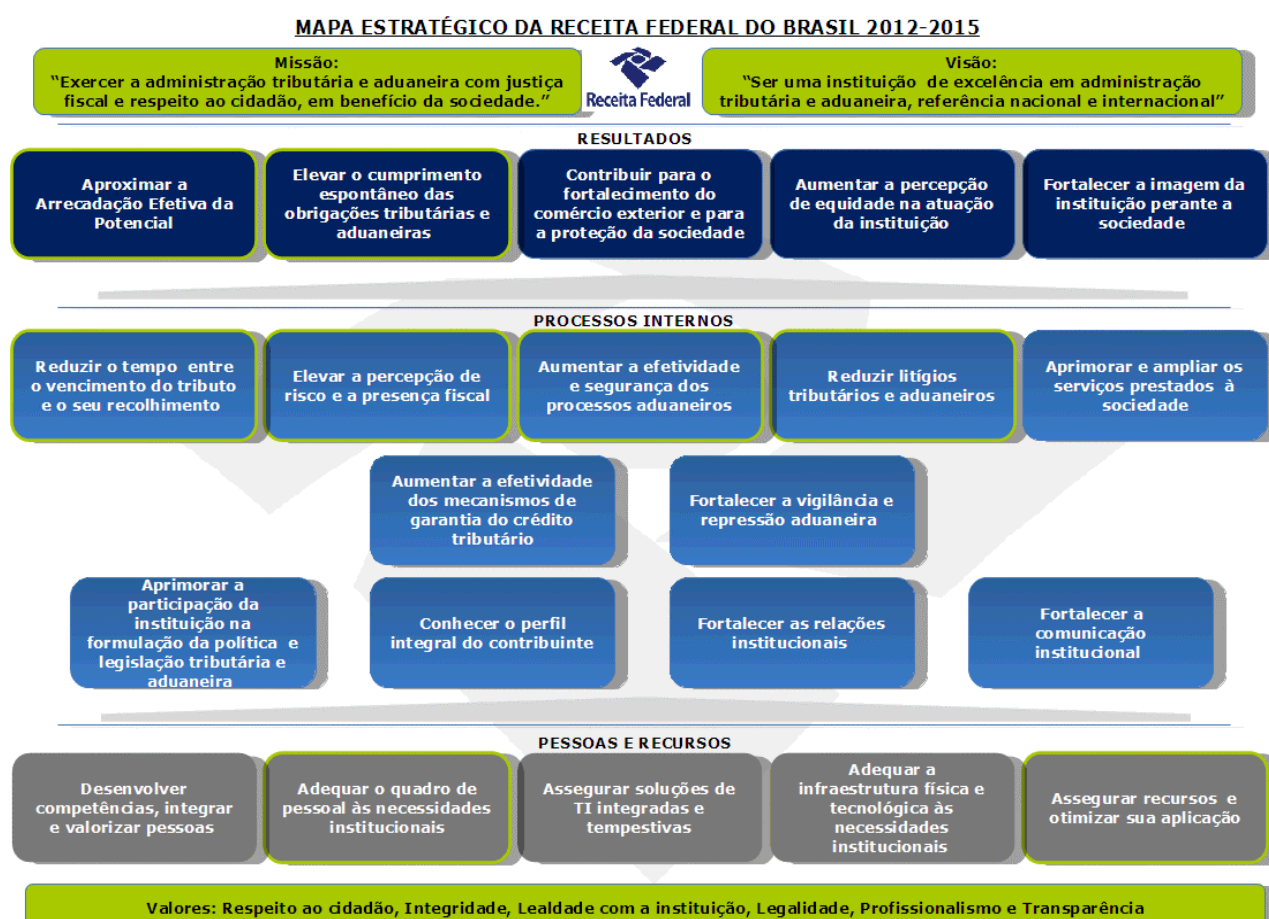 MAPA ESTRATÉGICO DA RECEITA FEDERAL DO BRASIL 2012-2015
Missão:
“Exercer a administração tributária e aduaneira com justiça
fiscal e respeito ao cidadão, em benefício da sociedade.”
Receita Federal
Visão:
“Ser uma instituição de excelência em administração
tributária e aduaneira, referência nacional e internacional”
RESULTADOS
Aproximar a
Arrecadação Efetiva da
Potencial
Elevar o cumprimento
espontâneo das
obrigações tributárias e
aduaneiras
Contribuir para o
fortalecimento do
comércio exterior e para
a proteção da sociedade
Aumentar a percepção
de equidade na atuação
da instituição
Fortalecer a imagem da
instituição perante a
sociedade
PROCESSOS INTERNOS
Reduzir o tempo entre
o vencimento do tributo
e o seu recolhimento
Elevar a percepção de
risco e a presença fiscal
Aumentar a efetividade
e segurança dos
processos aduaneiros
Reduzir litígios
tributários e aduaneiros
Aprimorar e ampliar os
serviços prestados à
sociedade
Aumentar a efetividade
dos mecanismos de
garantia do crédito
tributário
Fortalecer a vigilância e
repressão aduaneira
Aprimorar a
participação da
instituição na
formulação da política e
legislação tributária e
aduaneira
Conhecer o perfil
integral do contribuinte
Fortalecer as relações
institucionais
Fortalecer a
comunicação
institucional
PESSOAS E RECURSOS
Desenvolver
competências, integrar
e valorizar pessoas
Adequar o quadro de
pessoal às necessidades
institucionais
Assegurar soluções de
TI integradas e
tempestivas
Adequar a
infraestrutura física e
tecnológica às
necessidades
institucionais
Assegurar recursos e
otimizar sua aplicação
Valores: Respeito ao cidadão, Integridade, Lealdade com a instituição, Legalidade, Profissionalismo e Transparência